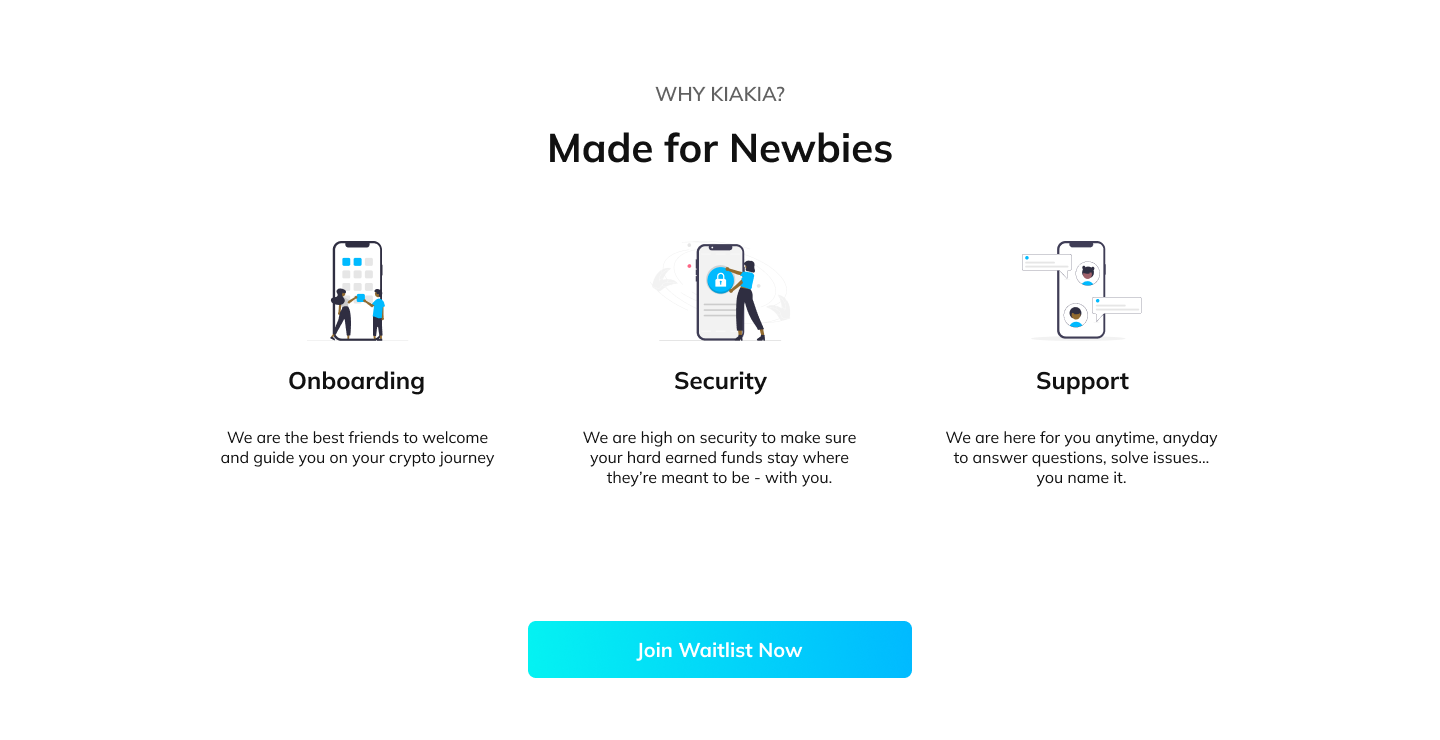 WHY KIAKIA?
Made for Newbies
Onboarding
We are the best friends to welcome
and guide you on your crypto journey
Security
We are high on security to make sure
your hard earned funds stay where
they’re meant to be - with you.
Support
We are here for you anytime, anyday
to answer questions, solve issues...
you name it.
Join Waitlist Now